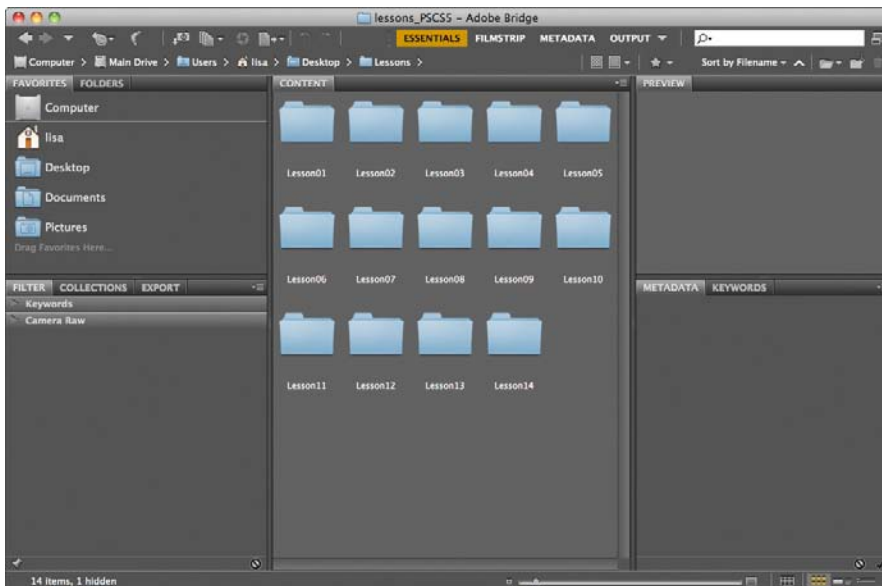 lessons_PSCS5 – Adobe Bridge
ESSENTIALS FILMSTRIP METADATA OUTPUT
Computer > Main Drive > Users > lisa > Desktop > Lessons >
Sort by Filename
FAVORITES FOLDERS
Computer
lisa
Desktop
Documents
Pictures
Drag Favorites Here...
FILTER COLLECTIONS EXPORT
Keywords
Camera Raw
CONTENT
Lesson01 Lesson02 Lesson03 Lesson04 Lesson05
Lesson06 Lesson07 Lesson08 Lesson09 Lesson10
Lesson11 Lesson12 Lesson13 Lesson14
PREVIEW
METADATA KEYWORDS
14 items, 1 hidden